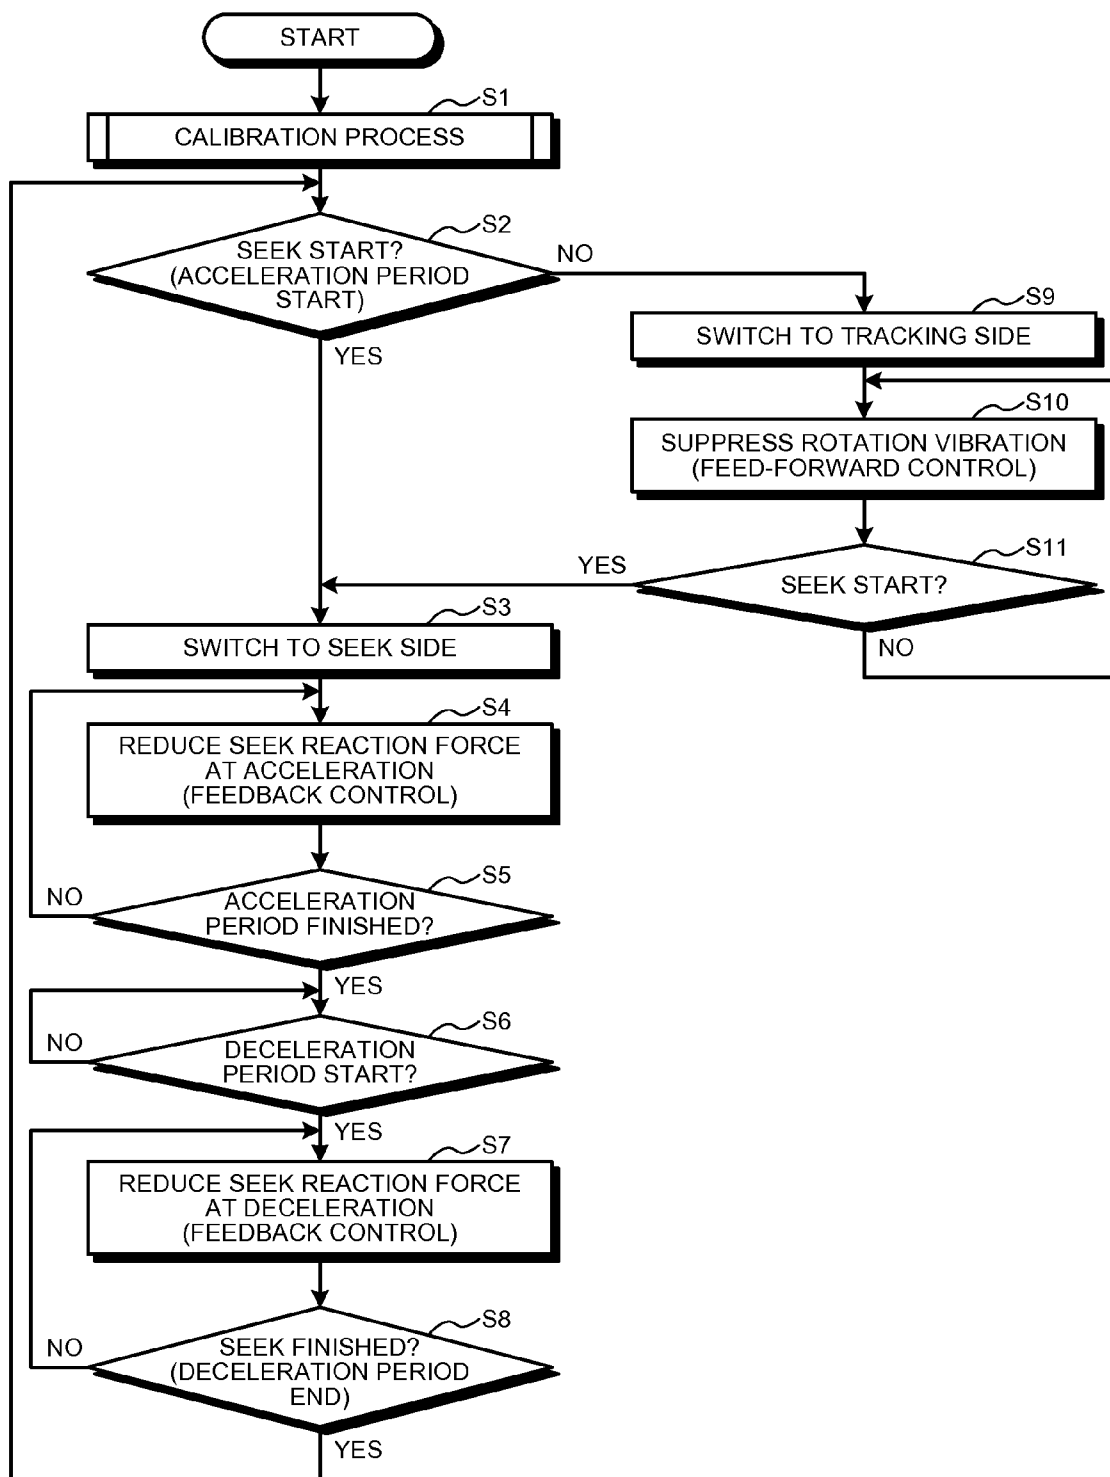 START
S1
CALIBRATION PROCESS
S2
SEEK START?
(ACCELERATION PERIOD
START)
NO
YES
S9
SWITCH TO TRACKING SIDE
S10
SUPPRESS ROTATION VIBRATION
(FEED-FORWARD CONTROL)
S11
SEEK START?
YES
NO
S3
SWITCH TO SEEK SIDE
S4
REDUCE SEEK REACTION FORCE
AT ACCELERATION
(FEEDBACK CONTROL)
S5
ACCELERATION
PERIOD FINISHED?
NO
YES
S6
DECELERATION
PERIOD START?
NO
YES
S7
REDUCE SEEK REACTION FORCE
AT DECELERATION
(FEEDBACK CONTROL)
S8
SEEK FINISHED?
(DECELERATION PERIOD
END)
NO
YES